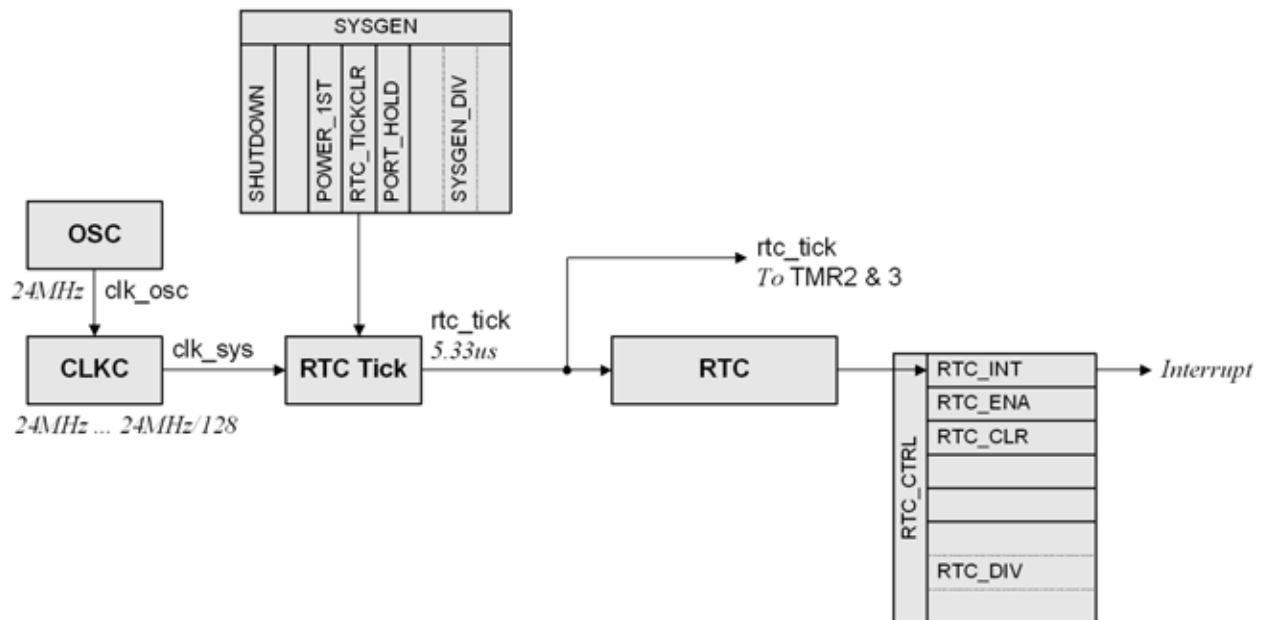 SYSGEN
SHUTDOWN
POWER_1ST
RTC_TICKCLR
PORT_HOLD
SYSGEN_DIV
OSC
24MHz clk_osc
CLKC
24MHz ... 24MHz/128
clk_sys
RTC Tick
rtc_tick
5.33us
rtc_tick
To TMR2 & 3
RTC
RTC_CTRL
RTC_INT
RTC_ENA
RTC_CLR
RTC_DIV
Interrupt